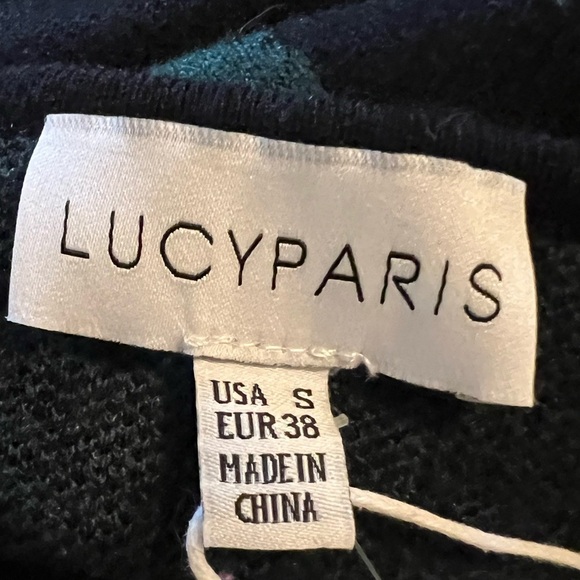 LUCYPARIS
USA S
EUR 38
MADE IN
CHINA